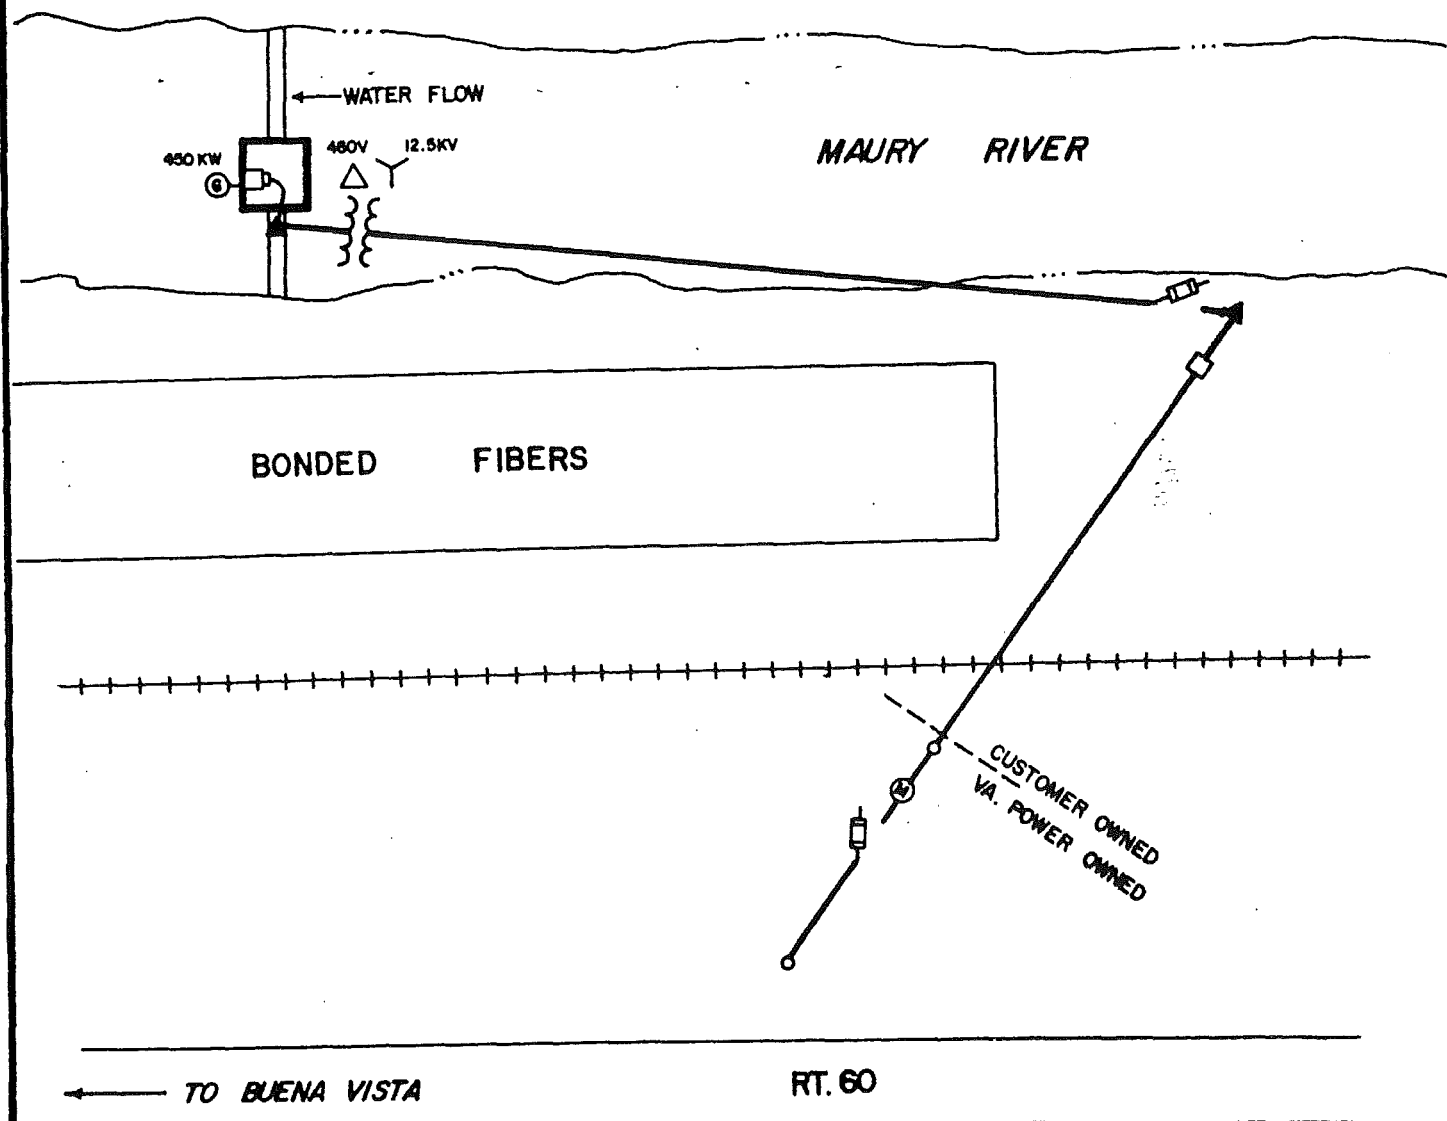 WATER FLOW
450 KW
G
460V
12.5KV
MAURY RIVER
BONDED FIBERS
CUSTOMER OWNED
VA. POWER OWNED
M
RT. 60
TO BUENA VISTA